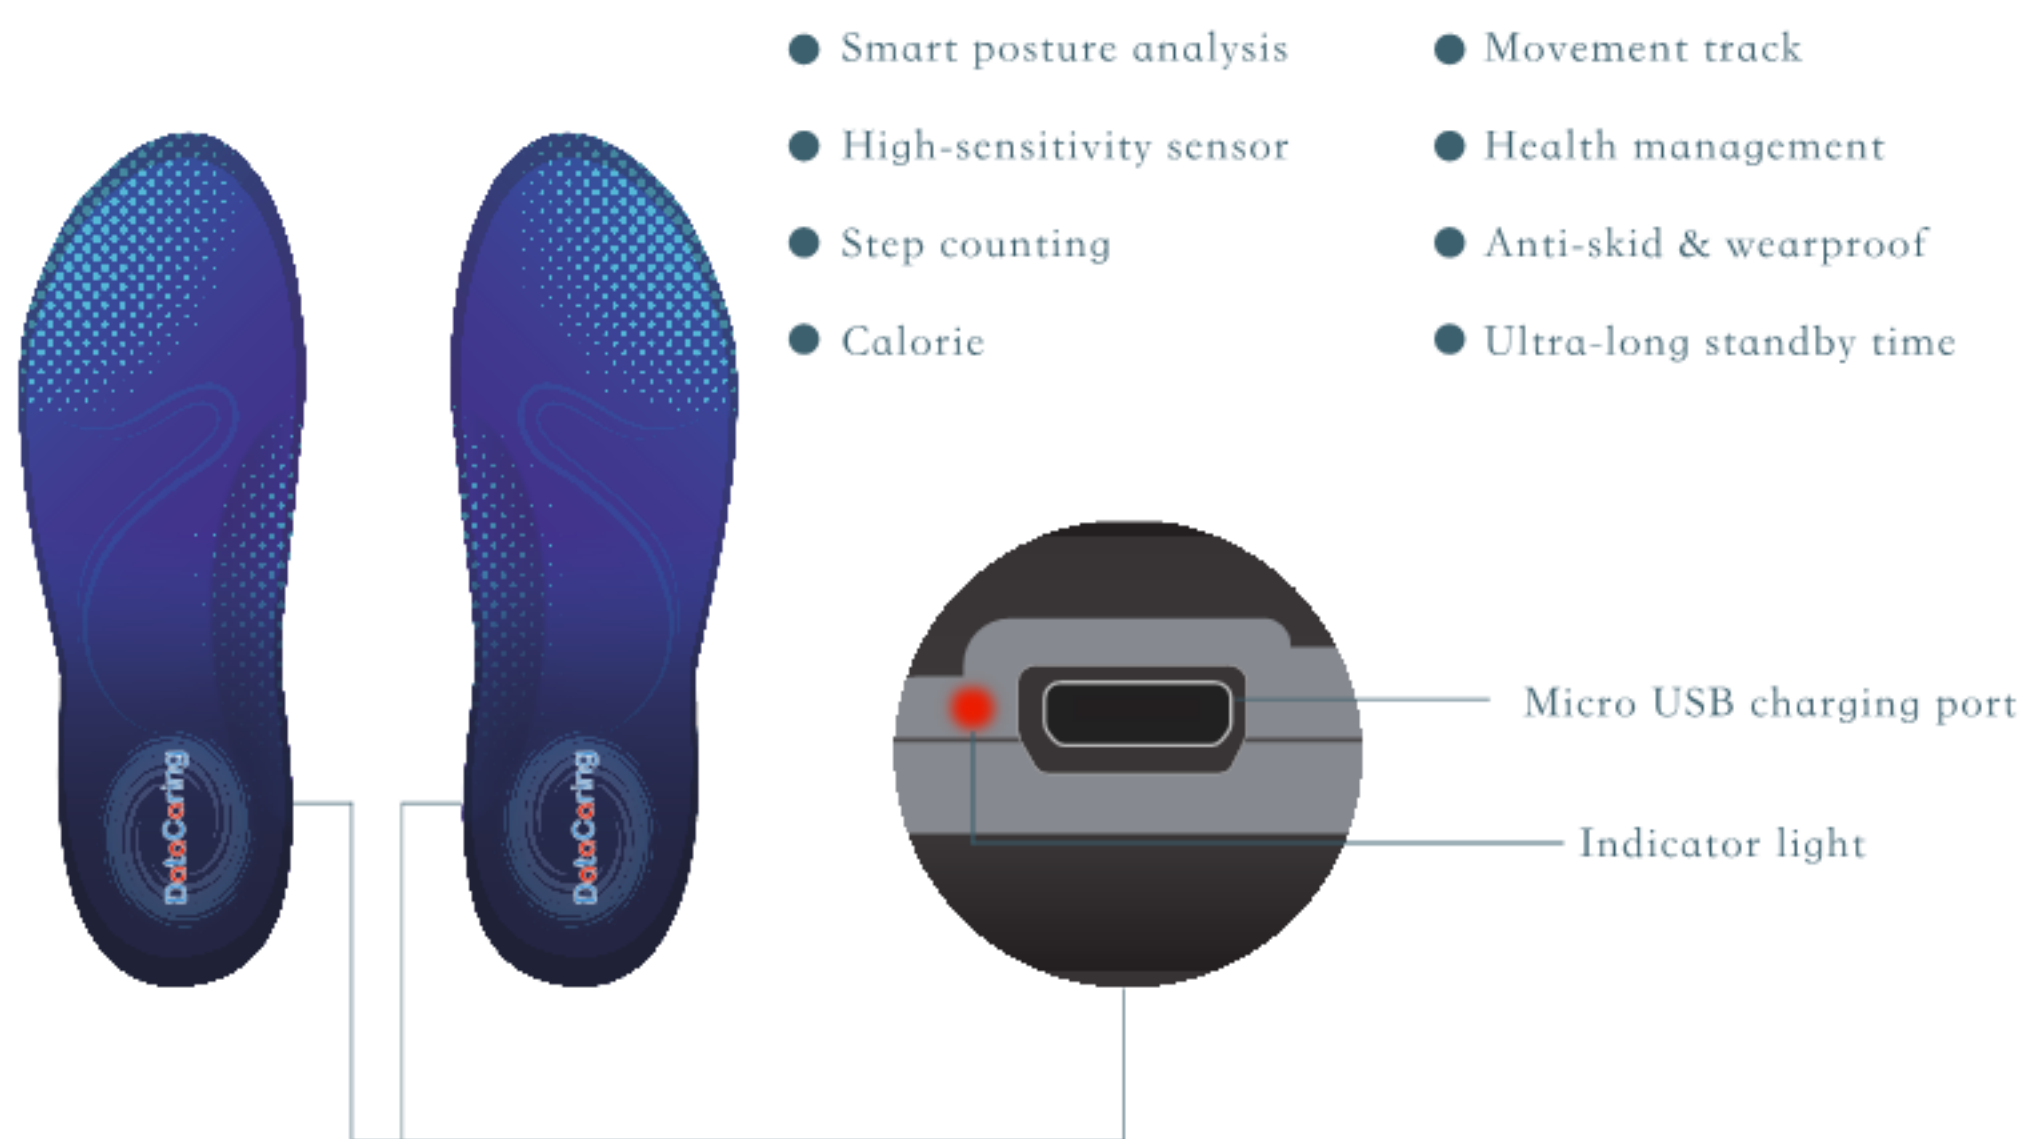 Smart posture analysis
High-sensitivity sensor
Step counting
Calorie
Movement track
Health management
Anti-skid & wearproof
Ultra-long standby time
DataCaring
DataCaring
Micro USB charging port
Indicator light